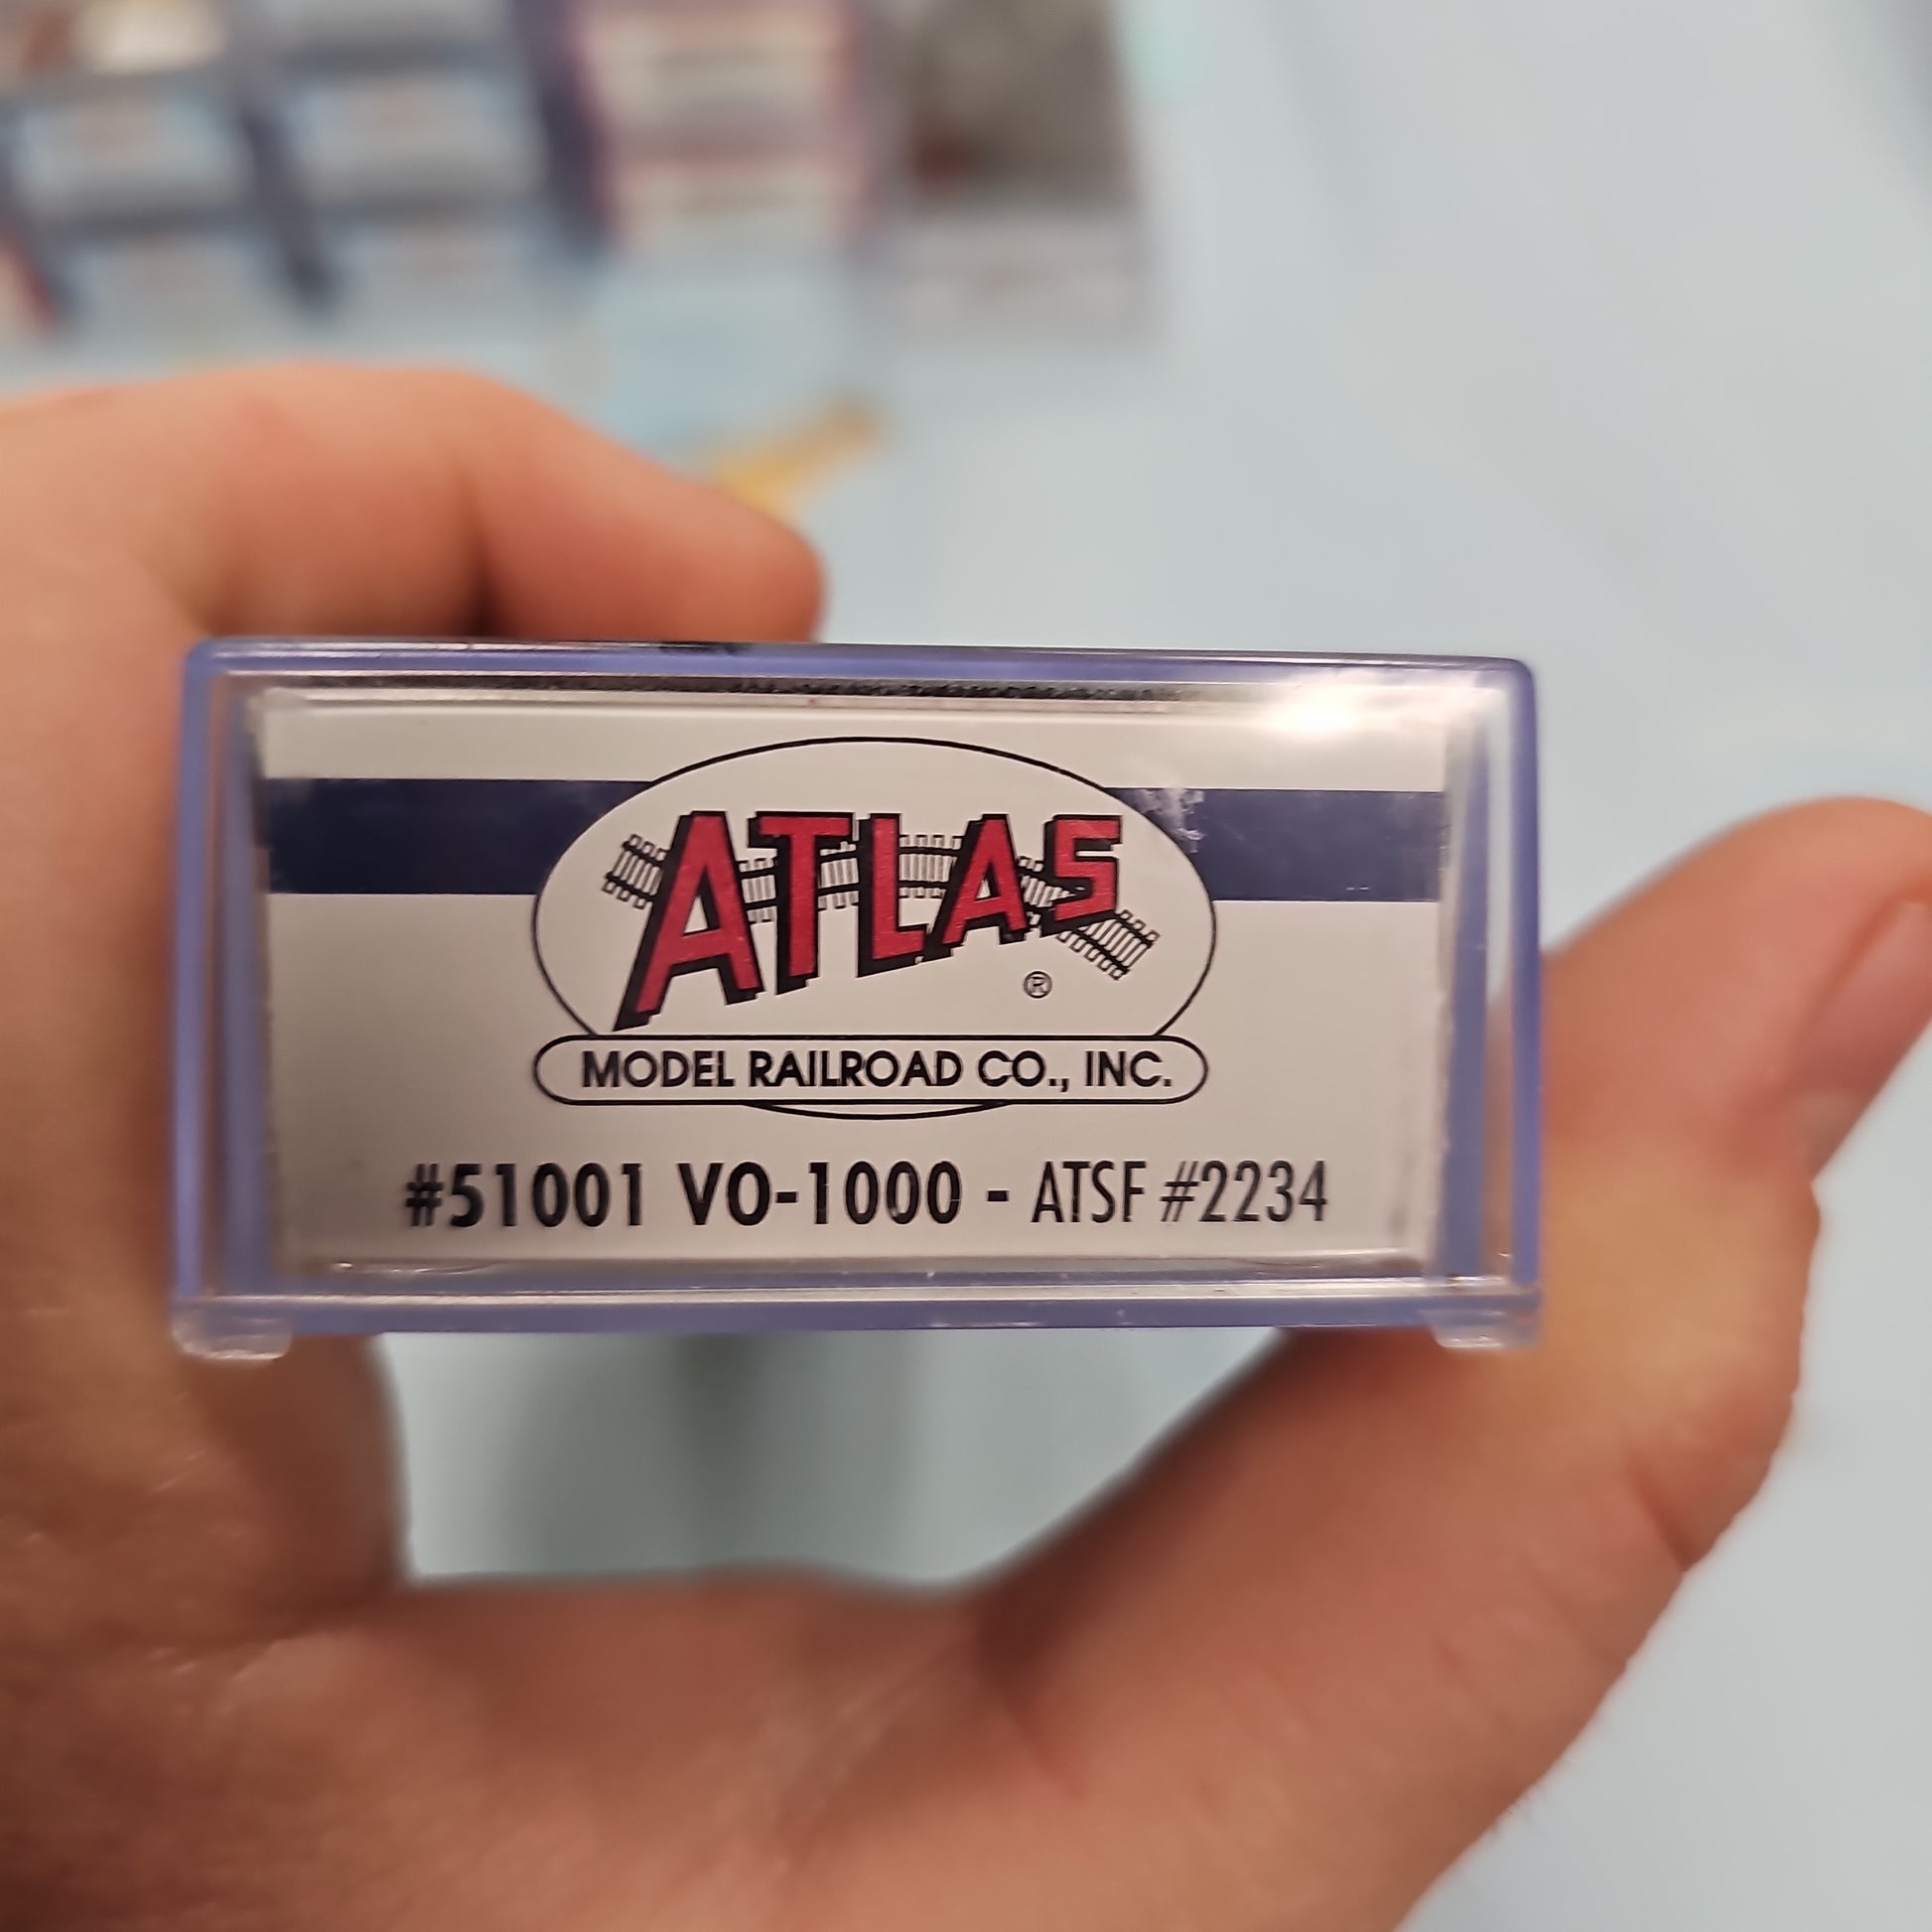 ATLAS
®
MODEL RAILROAD CO., INC.
#51001 VO-1000 - ATSF #2234